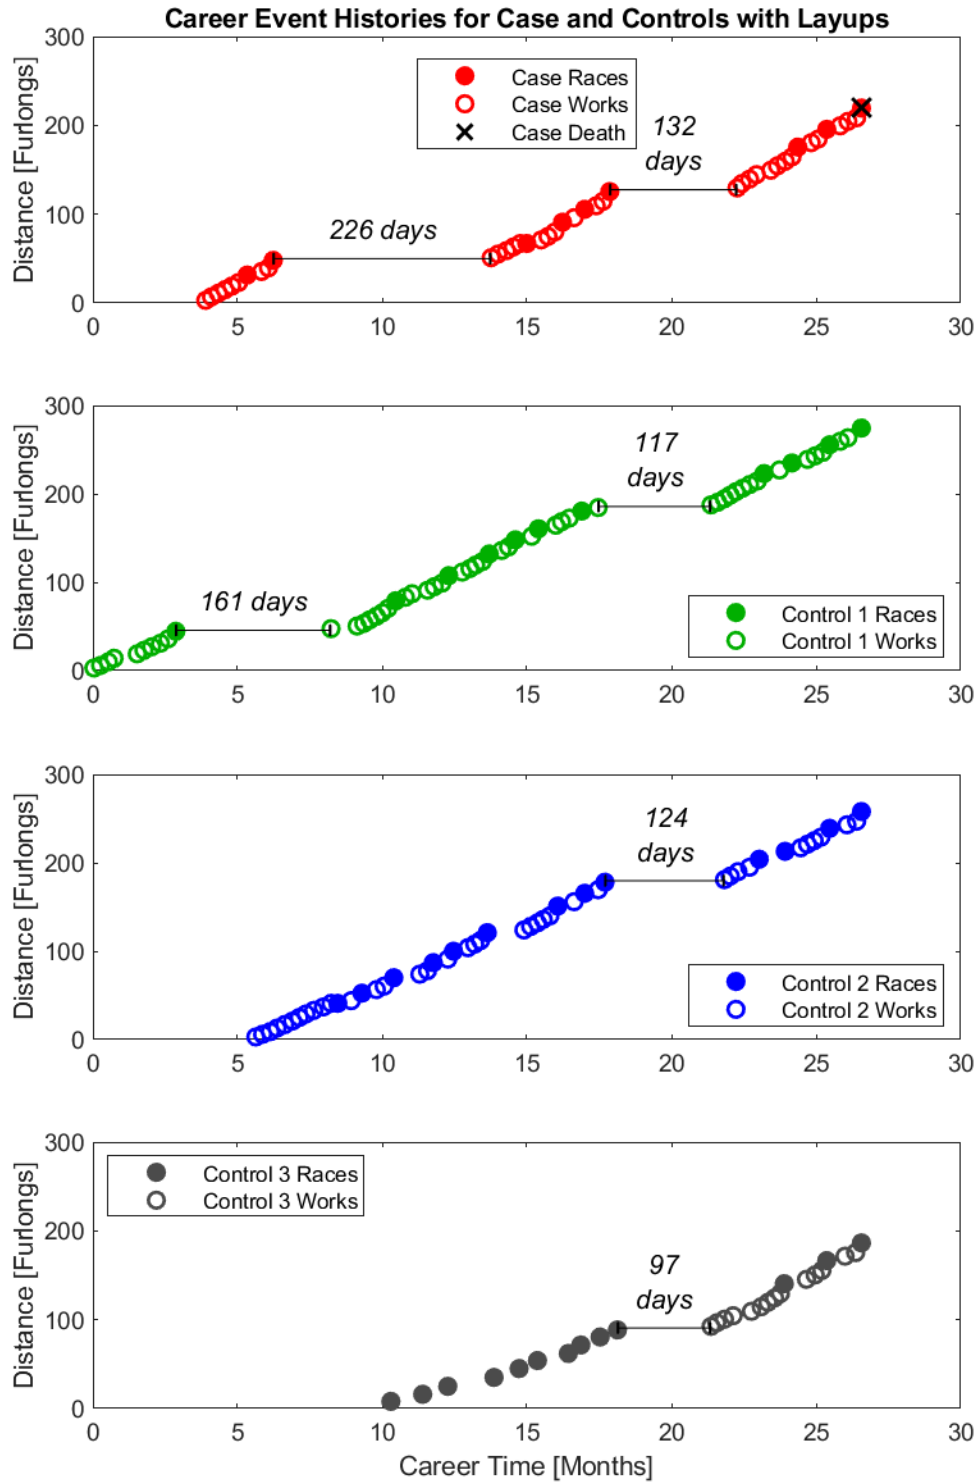 Career Event Histories for Case and Controls with Layups
300
200
100
0
Distance [Furlongs]
Case Races
Case Works
Case Death
226 days
132
days
0 5 10 15 20 25 30
300
200
100
0
Distance [Furlongs]
161 days
117
days
Control 1 Races
Control 1 Works
0 5 10 15 20 25 30
300
200
100
0
Distance [Furlongs]
124
days
Control 2 Races
Control 2 Works
0 5 10 15 20 25 30
300
200
100
0
Distance [Furlongs]
Control 3 Races
Control 3 Works
97
days
0 5 10 15 20 25 30
Career Time [Months]